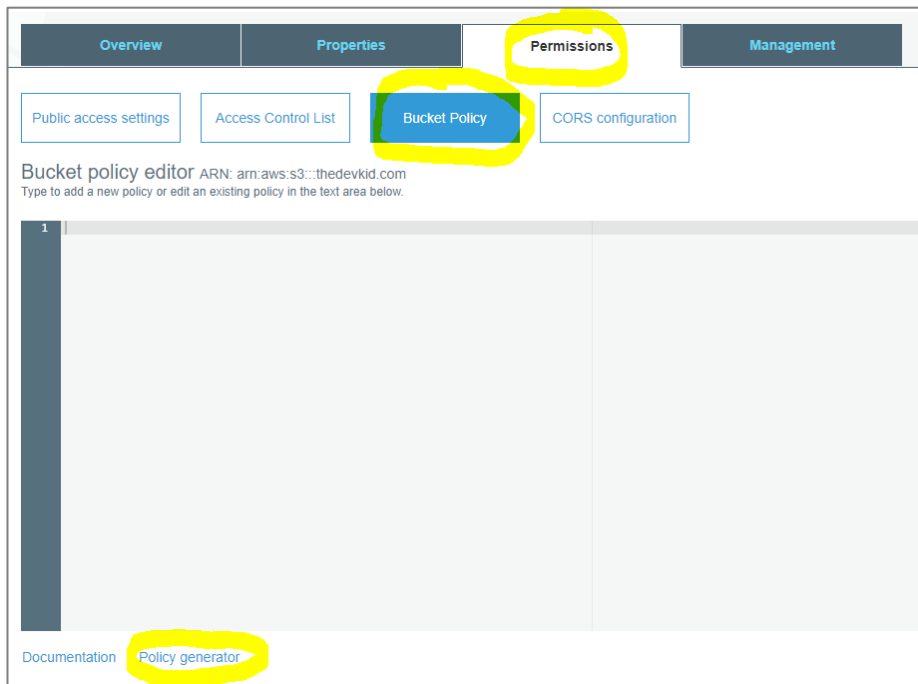 Overview Properties Permissions Management
Public access settings Access Control List Bucket Policy CORS configuration
Bucket policy editor ARN: arn:aws:s3:::thedevkid.com
Type to add a new policy or edit an existing policy in the text area below.
1
Documentation Policy generator